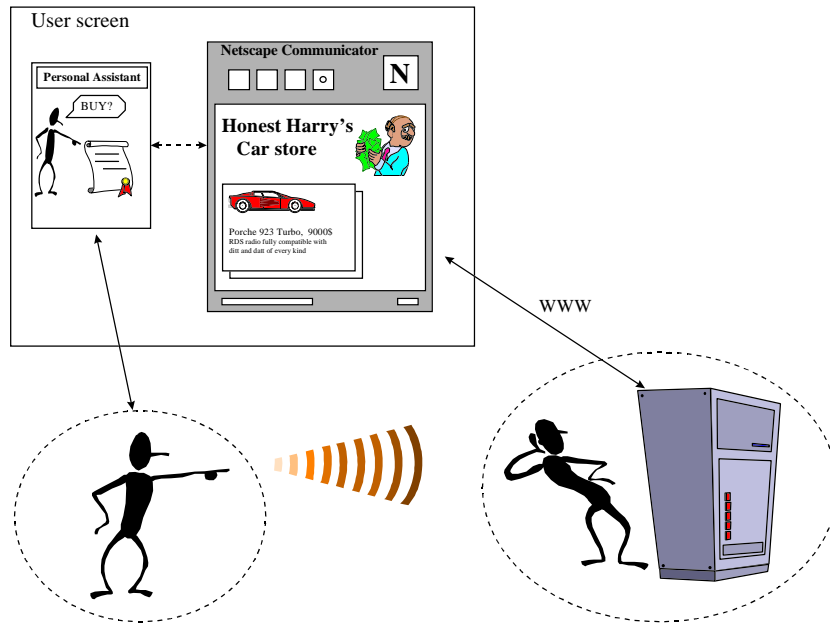 User screen
Netscape Communicator
Personal Assistant
N
BUY?
Honest Harry's
Car store
Porche 923 Turbo, 9000$
RDS radio fully compatible with
ditt and datt of every kind
WWW